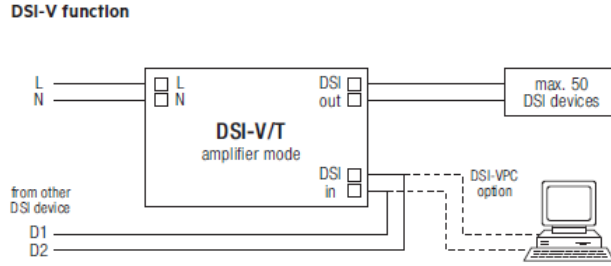 DSI-V function
L
N
L
N
DSI
out
max. 50
DSI devices
DSI-V/T
amplifier mode
DSI
in
DSI-VPC
option
from other
DSI device
D1
D2